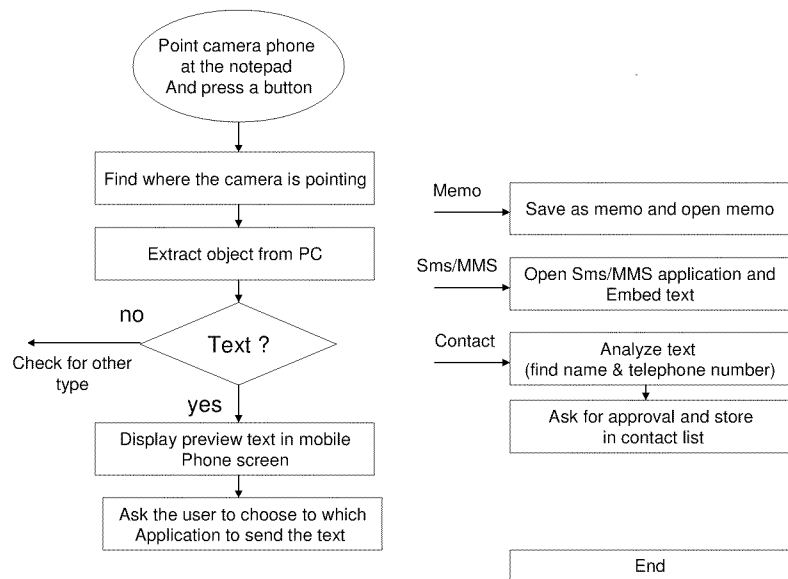 Point camera phone
at the notepad
And press a button
Find where the camera is pointing
Extract object from PC
no
Text ?
Check for other
type
yes
Display preview text in mobile
Phone screen
Ask the user to choose to which
Application to send the text
Memo
Save as memo and open memo
Sms/MMS
Open Sms/MMS application and
Embed text
Contact
Analyze text
(find name & telephone number)
Ask for approval and store
in contact list
End